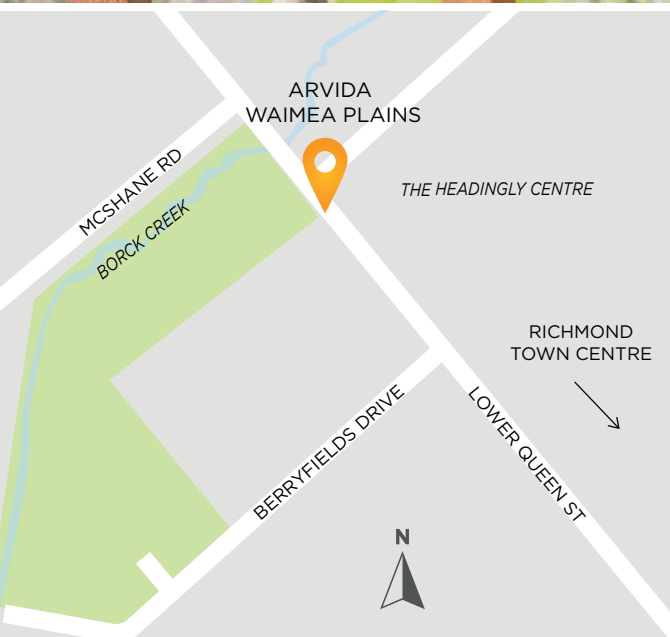 ARVIDA
WAIMEA PLAINS
MCSHANE RD
THE HEADINGLY CENTRE
BORCK CREEK
RICHMOND
TOWN CENTRE
BERRYFIELDS DRIVE
LOWER QUEEN ST
N